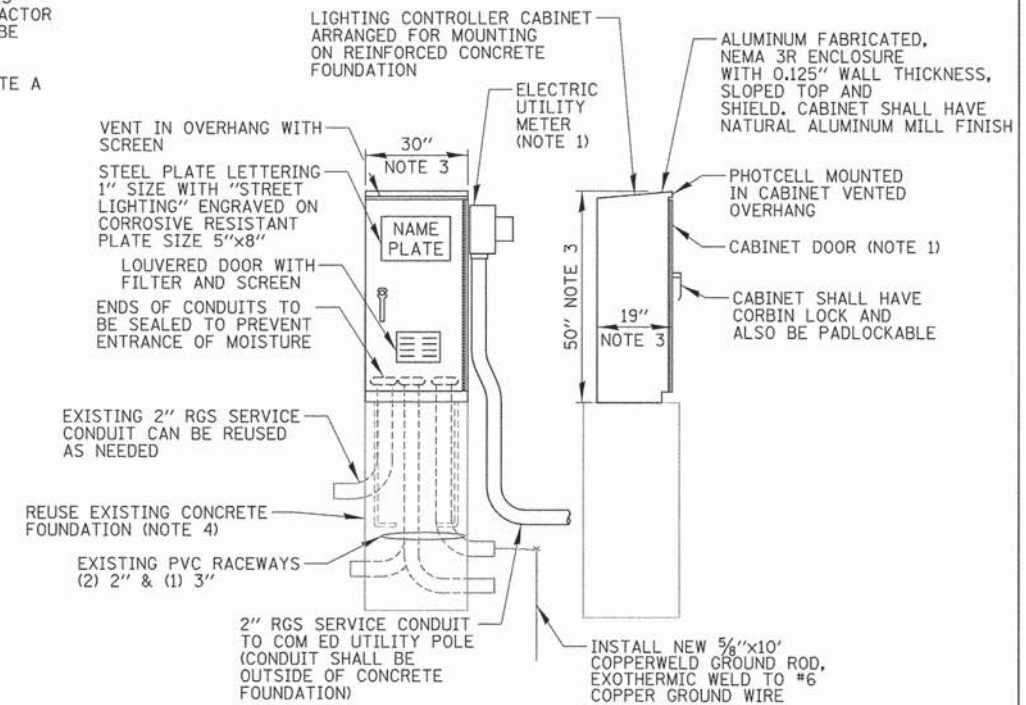 ACTOR
BE
TE A
LIGHTING CONTROLLER CABINET
ARRANGED FOR MOUNTING
ON REINFORCED CONCRETE
FOUNDATION
ELECTRIC
UTILITY
METER
(NOTE 1)
ALUMINUM FABRICATED,
NEMA 3R ENCLOSURE
WITH 0.125" WALL THICKNESS,
SLOPED TOP AND
SHIELD. CABINET SHALL HAVE
NATURAL ALUMINUM MILL FINISH
VENT IN OVERHANG WITH
SCREEN
30"
NOTE 3
STEEL PLATE LETTERING
1" SIZE WITH "STREET
LIGHTING" ENGRAVED ON
CORROSIVE RESISTANT
PLATE SIZE 5"x8"
NAME
PLATE
PHOTCELL MOUNTED
IN CABINET VENTED
OVERHANG
CABINET DOOR (NOTE 1)
LOUVERED DOOR WITH
FILTER AND SCREEN
50" NOTE 3
19"
NOTE 3
CABINET SHALL HAVE
CORBIN LOCK AND
ALSO BE PADLOCKABLE
ENDS OF CONDUITS TO
BE SEALED TO PREVENT
ENTRANCE OF MOISTURE
EXISTING 2" RGS SERVICE
CONDUIT CAN BE REUSED
AS NEEDED
REUSE EXISTING CONCRETE
FOUNDATION (NOTE 4)
EXISTING PVC RACEWAYS
(2) 2" & (1) 3"
2" RGS SERVICE CONDUIT
TO COM ED UTILITY POLE
(CONDUIT SHALL BE
OUTSIDE OF CONCRETE
FOUNDATION)
INSTALL NEW 5/8"x10'
COPPERWELD GROUND ROD,
EXOTHERMIC WELD TO #6
COPPER GROUND WIRE